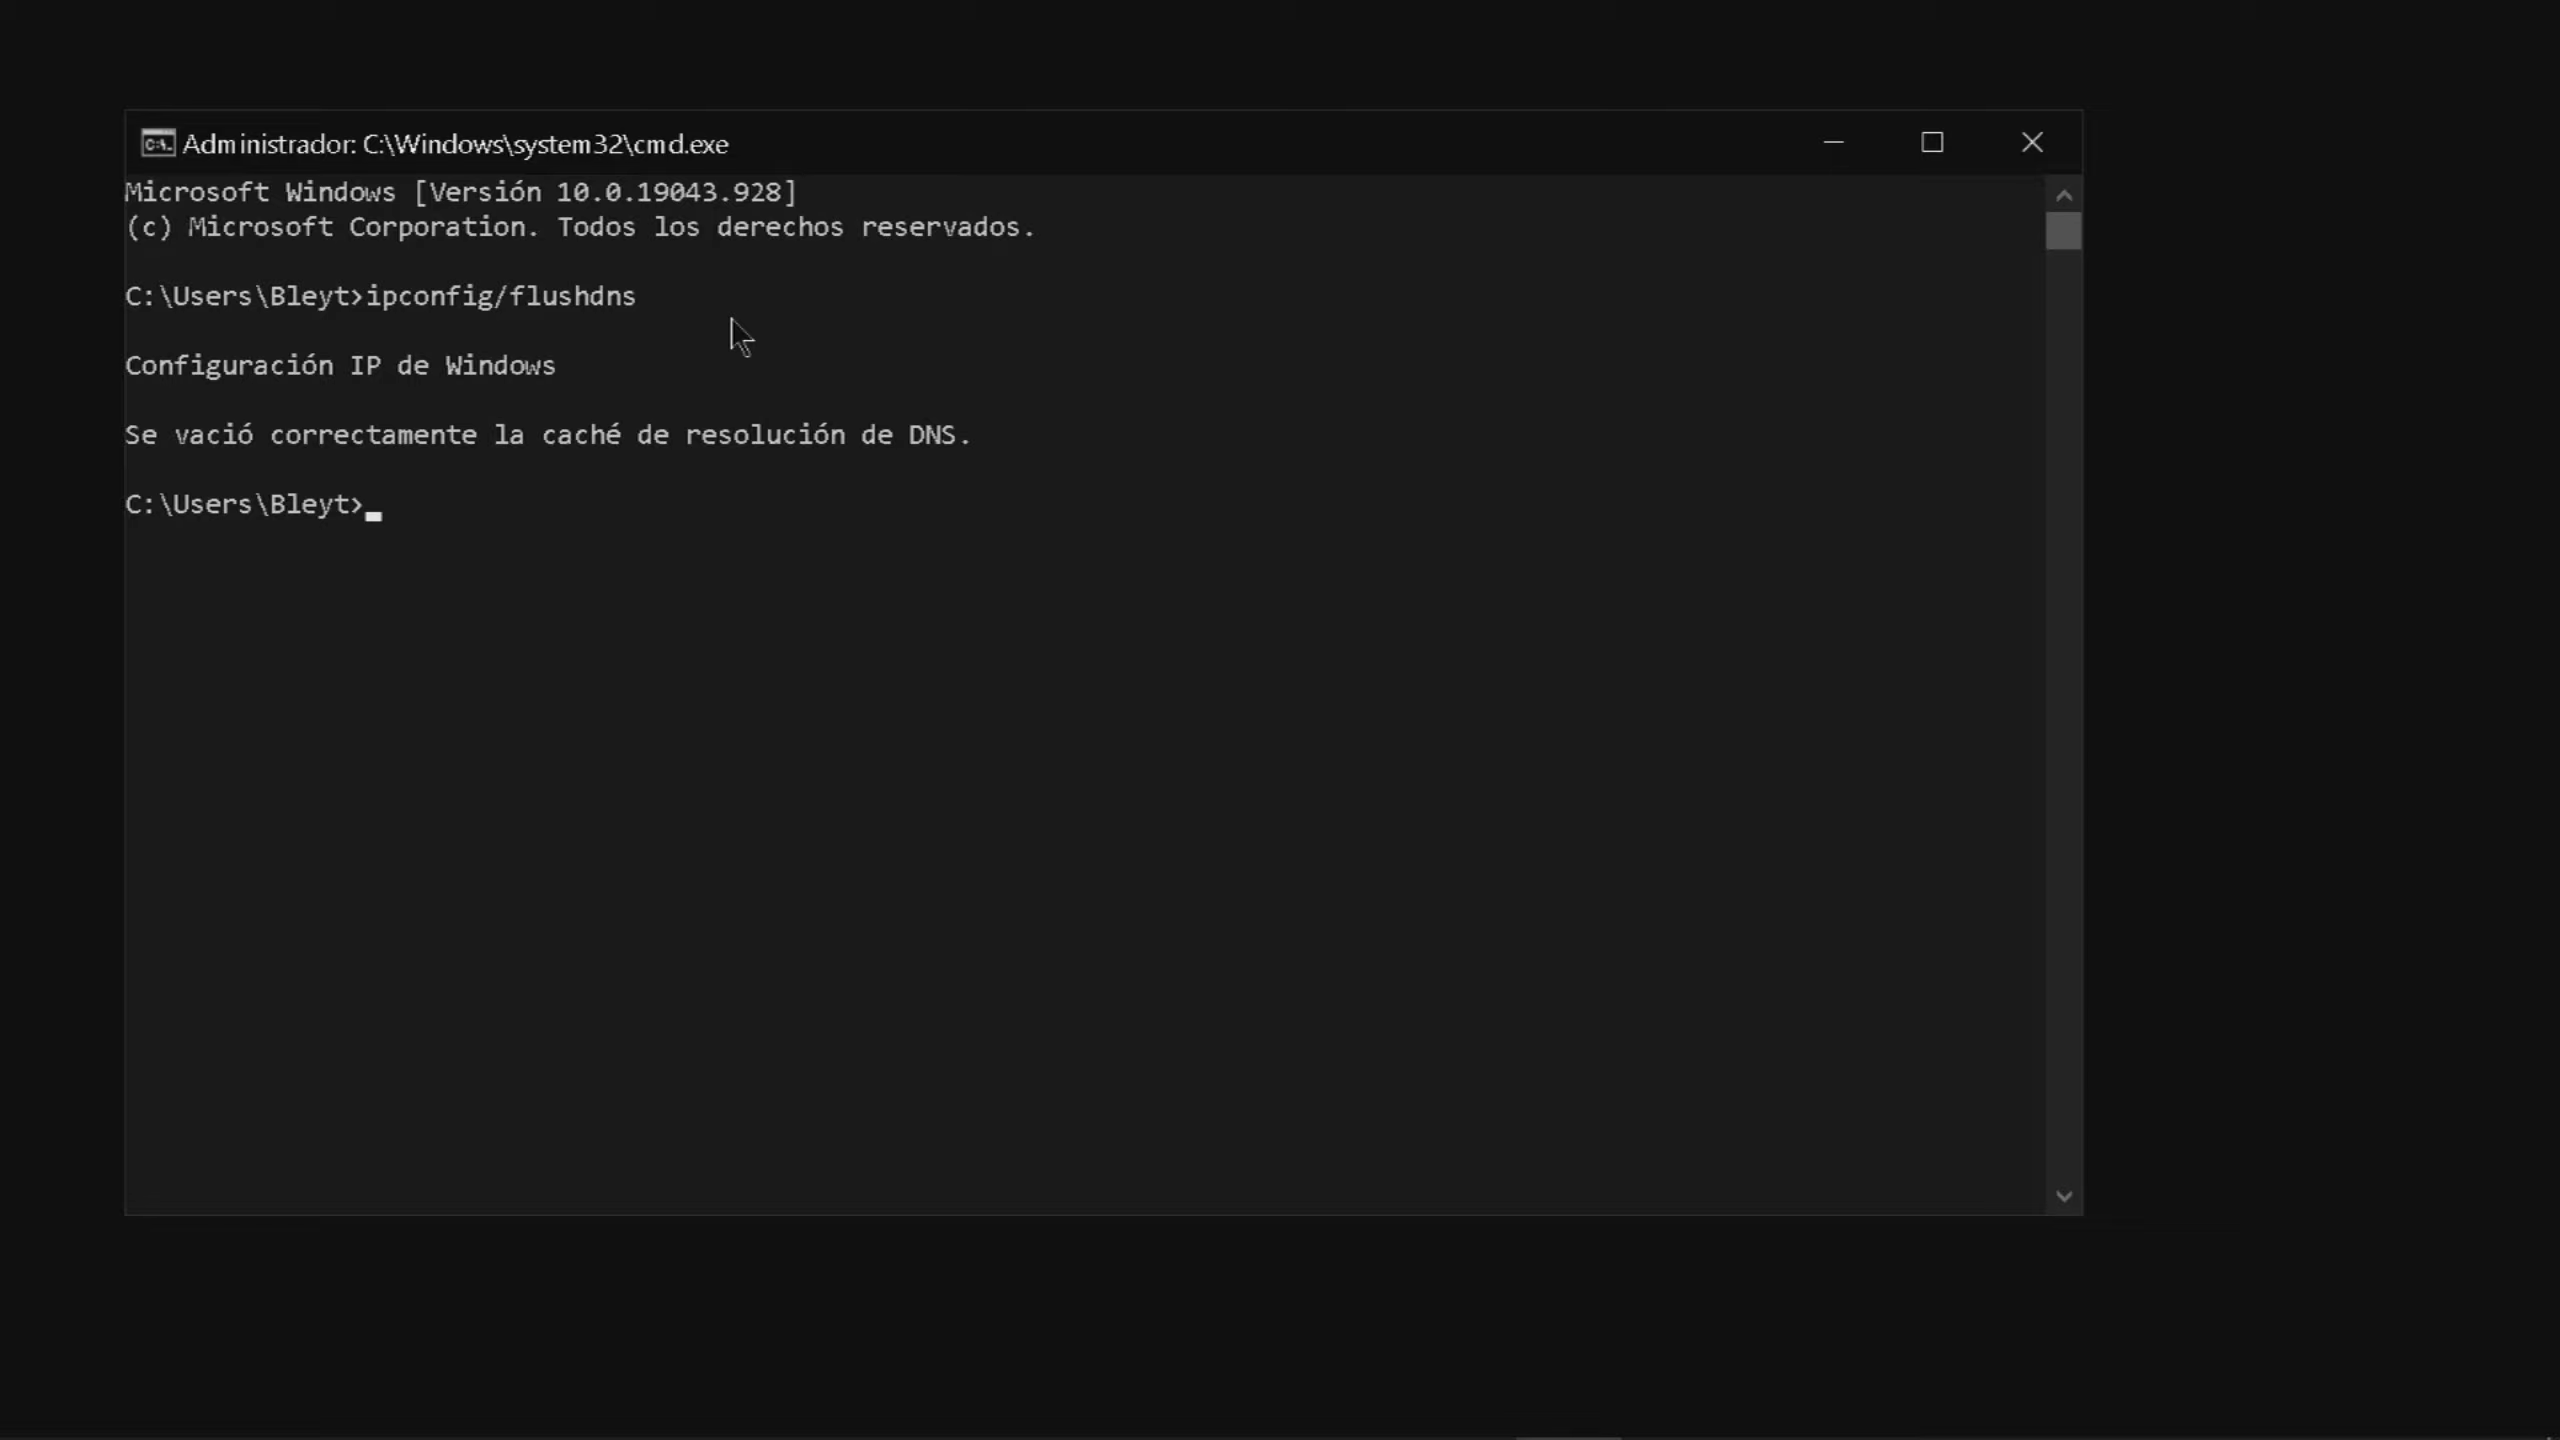 Administrador: C:\Windows\system32\cmd.exe
Microsoft Windows [Versión 10.0.19043.928]
(c) Microsoft Corporation. Todos los derechos reservados.
C:\Users\Bleyt>ipconfig/flushdns
Configuración IP de Windows
Se vació correctamente la caché de resolución de DNS.
C:\Users\Bleyt>